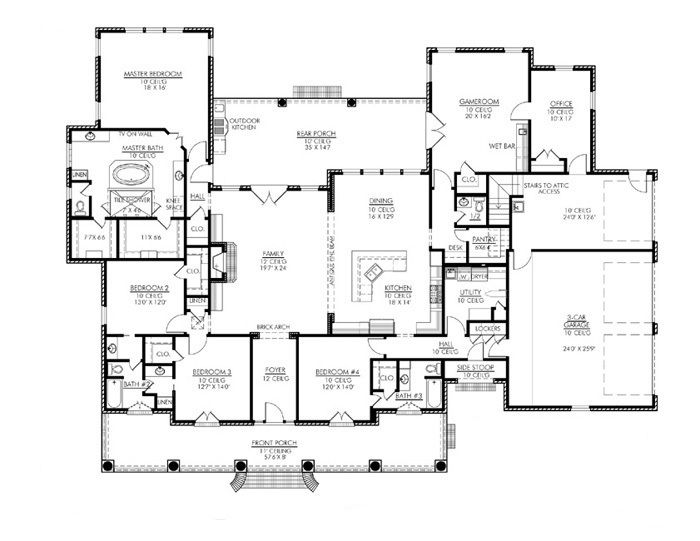 MASTER BEDROOM
10' CEIL'G
18' X 16'
TV ON WALL
MASTER BATH
10' CEIL'G
LINEN
TILE SHOWER
KNEE SPACE
HALL
CLO.
7'7 X 6'6
11 X 6'6
OUTDOOR
KITCHEN
REAR PORCH
10' CEIL'G
35' X 14'7"
GAMEROOM
10' CEIL'G
20' X 16'2"
WET BAR
OFFICE
10' CEIL'G
10' X 17'
CLO.
STAIRS TO ATTIC
ACCESS
10' CEIL'G
24'0" X 12'6"
1/2
DESK
PANTRY
6'X6'
DINING
10' CEIL'G
16' X 12'9
FAMILY
12' CEIL'G
19'7" X 24'
KITCHEN
10' CEIL'G
18' X 14'
W.
DRYER
UTILITY
10' CEIL'G
CLO.
BEDROOM 2
10' CEIL'G
13'0" X 12'0"
LINEN
BRICK ARCH
3-CAR
GARAGE
10' CEIL'G
24'0" X 25'9"
LOCKERS
HALL
10' CEIL'G
SIDE STOOP
10' CEIL'G
CLO.
BEDROOM 3
10' CEIL'G
12'7" X 14'0"
FOYER
12' CEIL'G
BEDROOM #4
10' CEIL'G
12'0" X 14'0"
CLO.
BATH #2
LINEN
BATH #3
FRONT PORCH
11' CEILING
57'6 X 8'